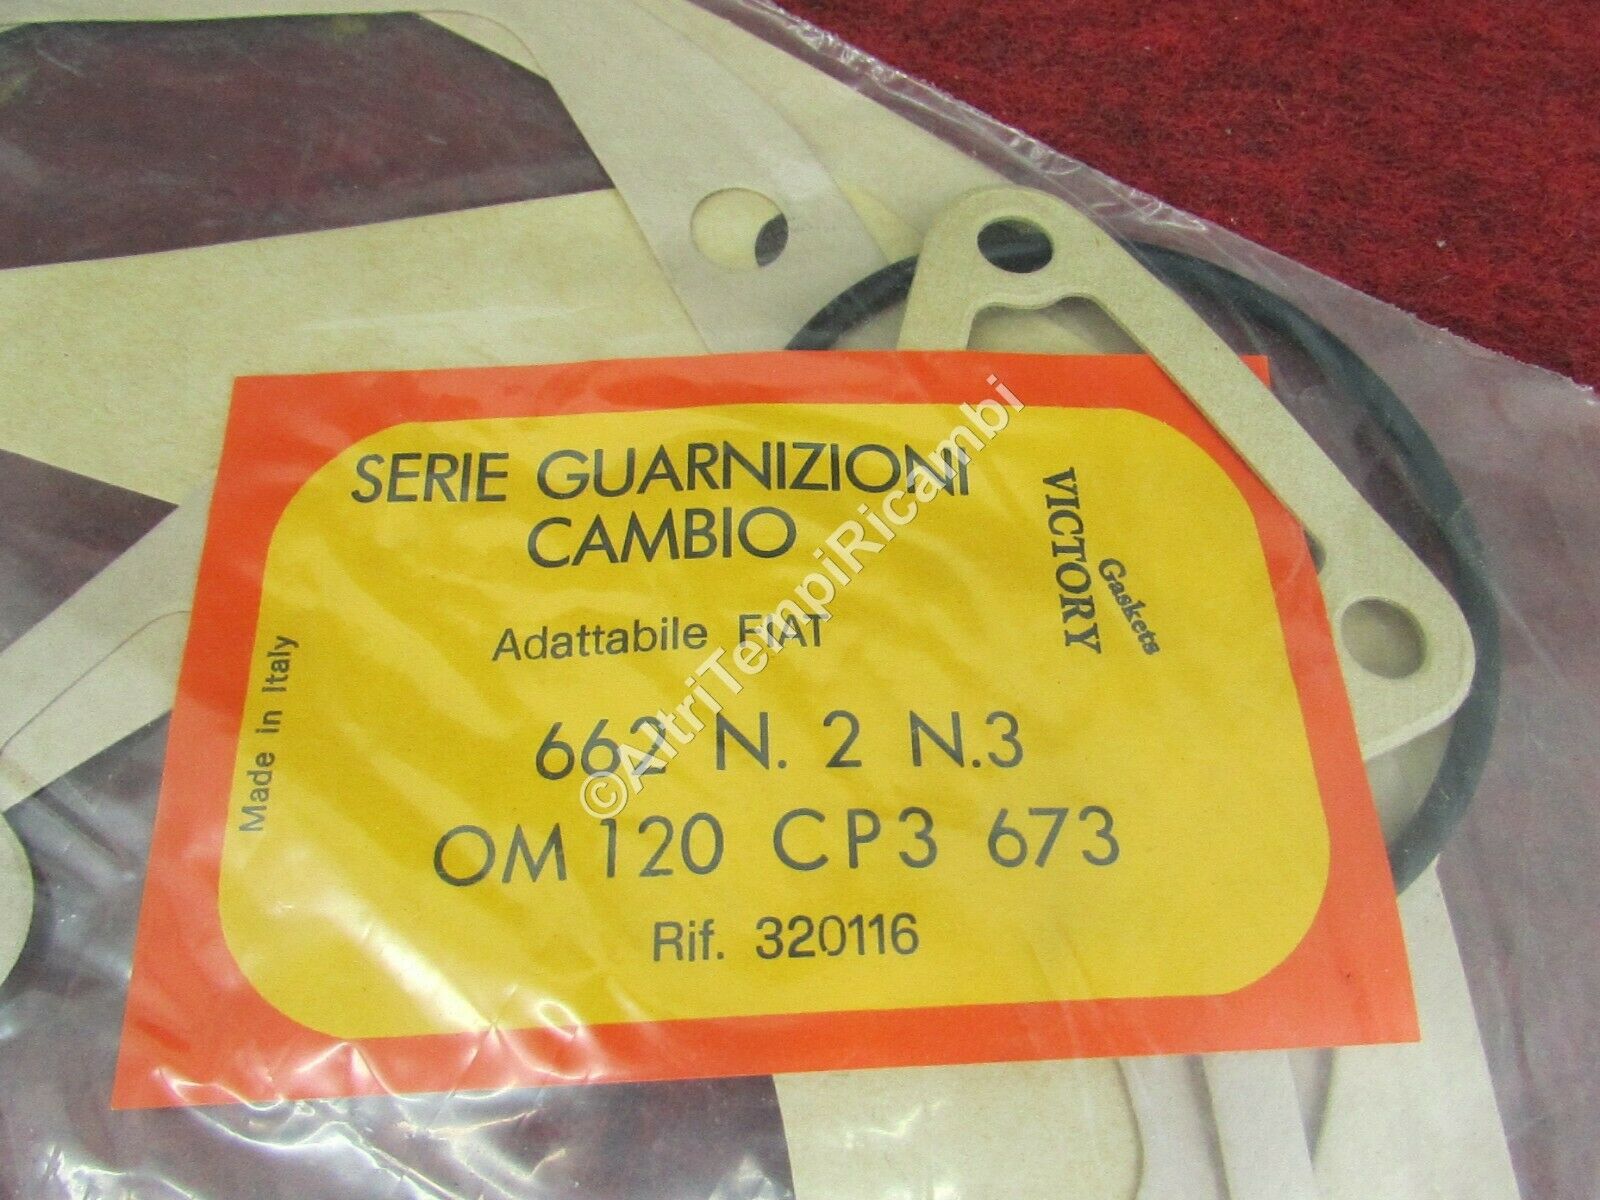 SERIE GUARNIZIONI
CAMBIO
Adattabile FIAT
662 N. 2 N.3
OM 120 CP3 673
Rif. 320116
Made in Italy
VICTORY
Gaskets
©AltriTempiRicambi